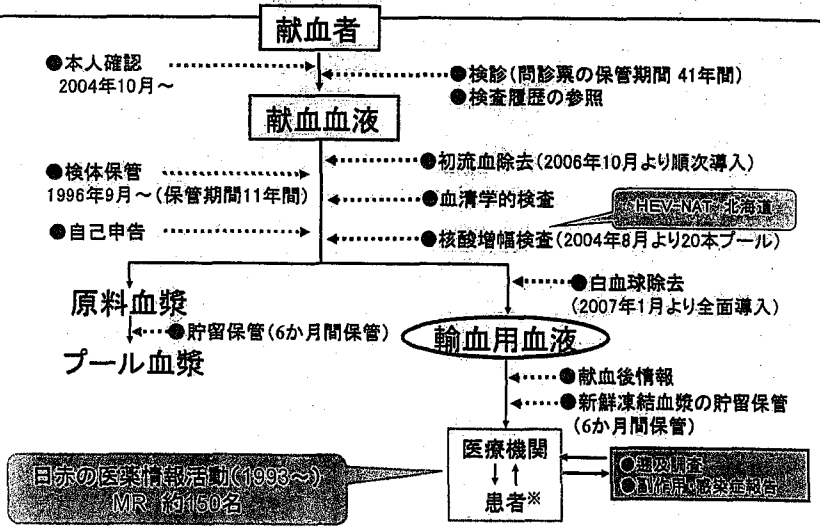 献血者
●本人確認
2004年10月～
●検診(問診票の保管期間 41年間)
●検査履歴の参照
献血血液
●検体保管
1996年9月～(保管期間11年間)
●自己申告
●初流血除去(2006年10月より順次導入)
●血清学的検査
HEV-NAT 北海道
●核酸増幅検査(2004年8月より20本プール)
原料血漿
●貯留保管(6か月間保管)
プール血漿
●白血球除去
(2007年1月より全面導入)
輸血用血液
●献血後情報
●新鮮凍結血漿の貯留保管
(6か月間保管)
日赤の医薬情報活動(1993～)
MR 約150名
医療機関
患者※
●遡及調査
●副作用・感染症報告